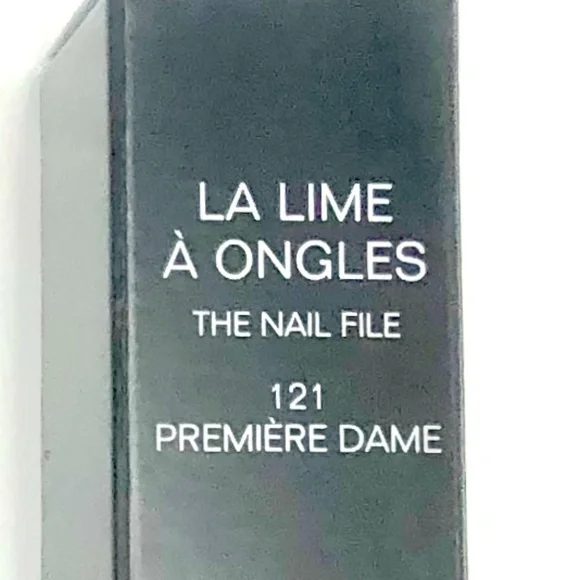 LA LIME
À ONGLES
THE NAIL FILE
121
PREMIÈRE DAME